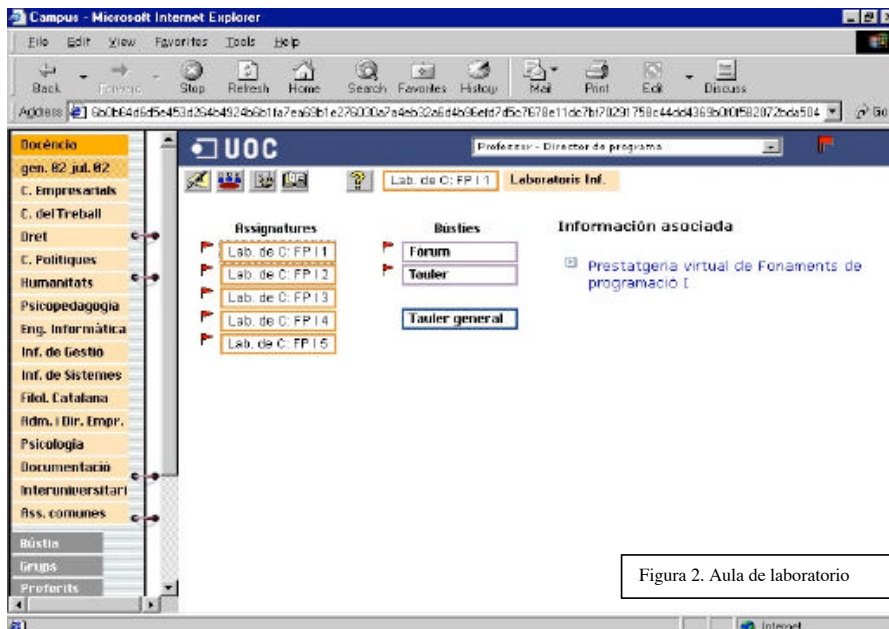 Campus - Microsoft Internet Explorer
File Edit View Favorites Tools Help
Back Forward Stop Refresh Home Search Favorites History Mail Print Edit Discuss
Address Go
Docència
gen. 02 jul. 02
C. Empresarials
C. del Treball
Dret
C. Polítiques
Humanitats
Psicopedagogia
Eng. Informàtica
Inf. de Gestió
Inf. de Sistemes
Filol. Catalana
Adm. i Dir. Empr.
Psicologia
Documentació
Interuniversitari
Ass. comunes
Bústia
Grups
Preferits
UOC
Professor - Director de programa
Lab. de C: FP I 1 Laboratoris Inf.
Assignatures
Lab. de C: FP I 1
Lab. de C: FP I 2
Lab. de C: FP I 3
Lab. de C: FP I 4
Lab. de C: FP I 5
Bústies
Fòrum
Tauler
Tauler general
Información asociada
Prestatgeria virtual de Fonaments de
programació I
Figura 2. Aula de laboratorio
Internet